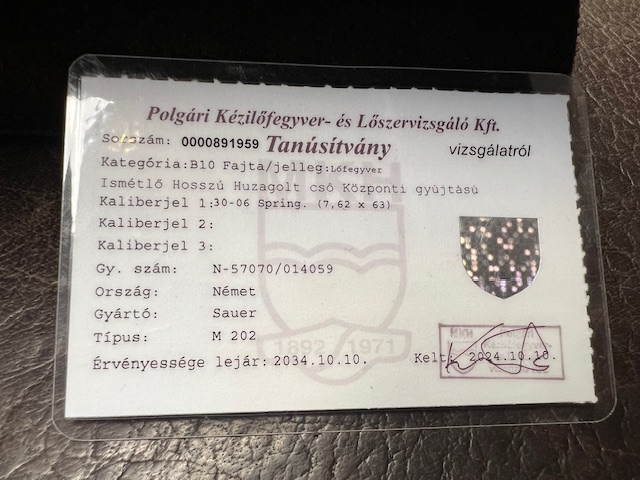 Polgári Kézilőfegyver- és Lőszervizsgáló Kft.
Sorszám: 0000891959 Tanúsítvány vizsgálatról
Kategória:B10 Fajta/jelleg:Lőfegyver
Ismétlő Hosszú Huzagolt cső Központi gyújtású
Kaliberjel 1:30-06 Spring. (7,62 x 63)
Kaliberjel 2:
Kaliberjel 3:
Gy. szám: N-57070/014059
Ország: Német
Gyártó: Sauer
Típus: M 202
1892 1971
Érvényessége lejár: 2034.10.10. Kelt: 2024.10.10.